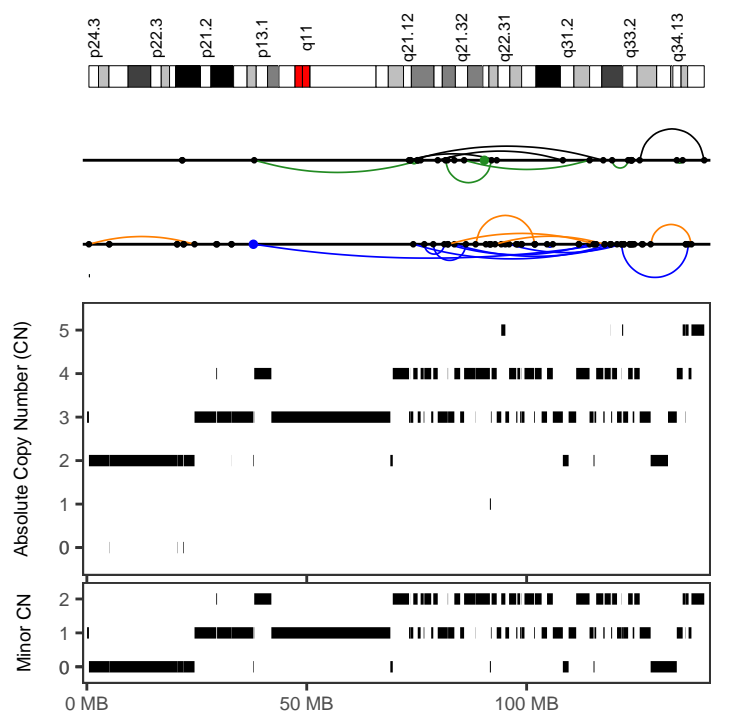 p24.3 p22.3 p21.2 p13.1 q11 q21.12 q21.32 q22.31 q31.2 q33.2 q34.13
Absolute Copy Number (CN)
5
4
3
2
1
0
Minor CN
2
1
0
0 MB 50 MB 100 MB